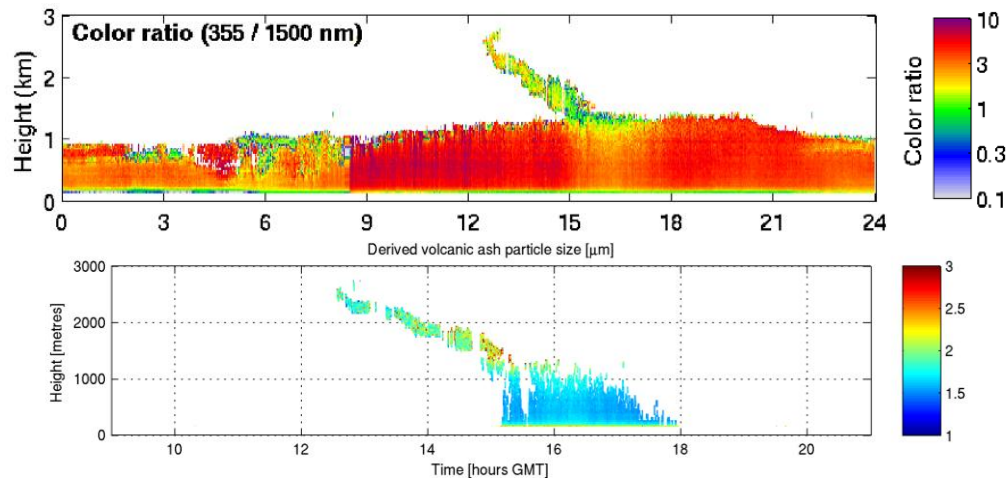 Color ratio (355 / 1500 nm)
Height (km)
3
2
1
0
0 3 6 9 12 15 18 21 24
Color ratio
10
3
1
0.3
0.1
Derived volcanic ash particle size [μm]
Height [metres]
3000
2000
1000
0
10 12 14 16 18 20
Time [hours GMT]
3
2.5
2
1.5
1